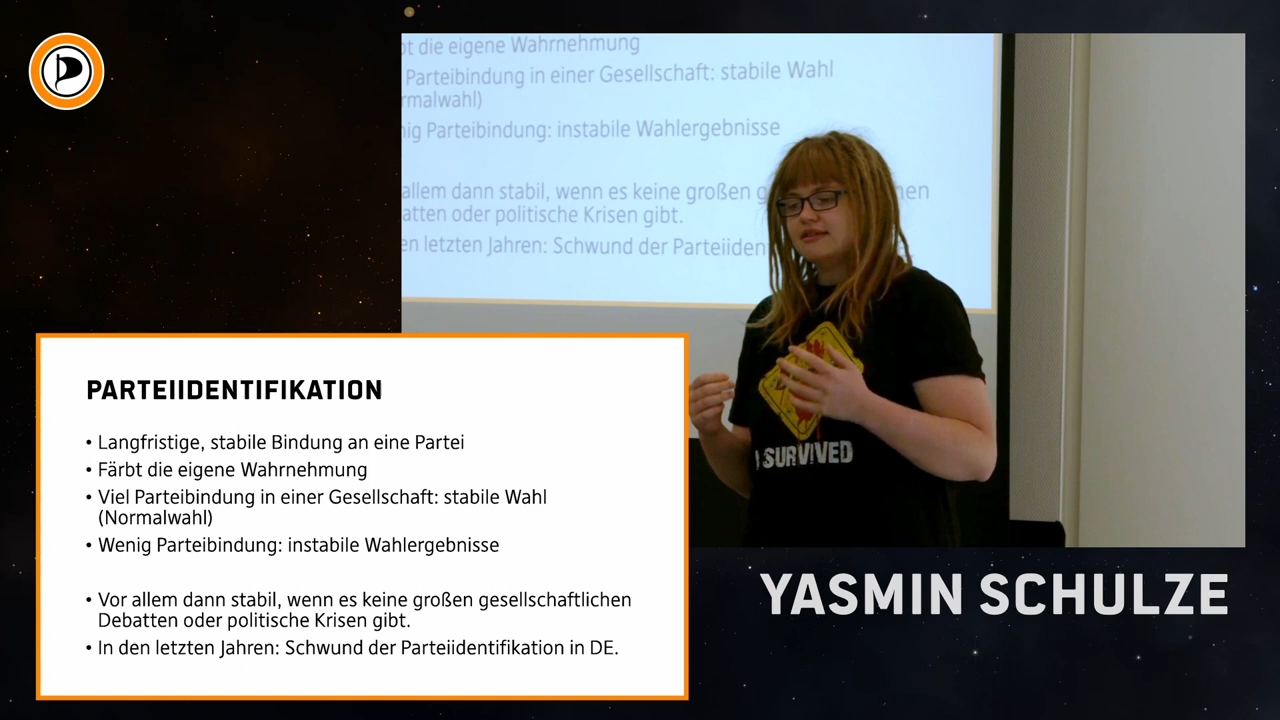 bt die eigene Wahrnehmung
Parteibindung in einer Gesellschaft: stabile Wahl
rmalwahl)
nig Parteibindung: instabile Wahlergebnisse
allem dann stabil, wenn es keine großen g chen
atten oder politische Krisen gibt.
en letzten Jahren: Schwund der Parteiiden
SURVIVED
PARTEIIDENTIFIKATION
• Langfristige, stabile Bindung an eine Partei
• Färbt die eigene Wahrnehmung
• Viel Parteibindung in einer Gesellschaft: stabile Wahl
(Normalwahl)
• Wenig Parteibindung: instabile Wahlergebnisse
• Vor allem dann stabil, wenn es keine großen gesellschaftlichen
Debatten oder politische Krisen gibt.
• In den letzten Jahren: Schwund der Parteiidentifikation in DE.
YASMIN SCHULZE